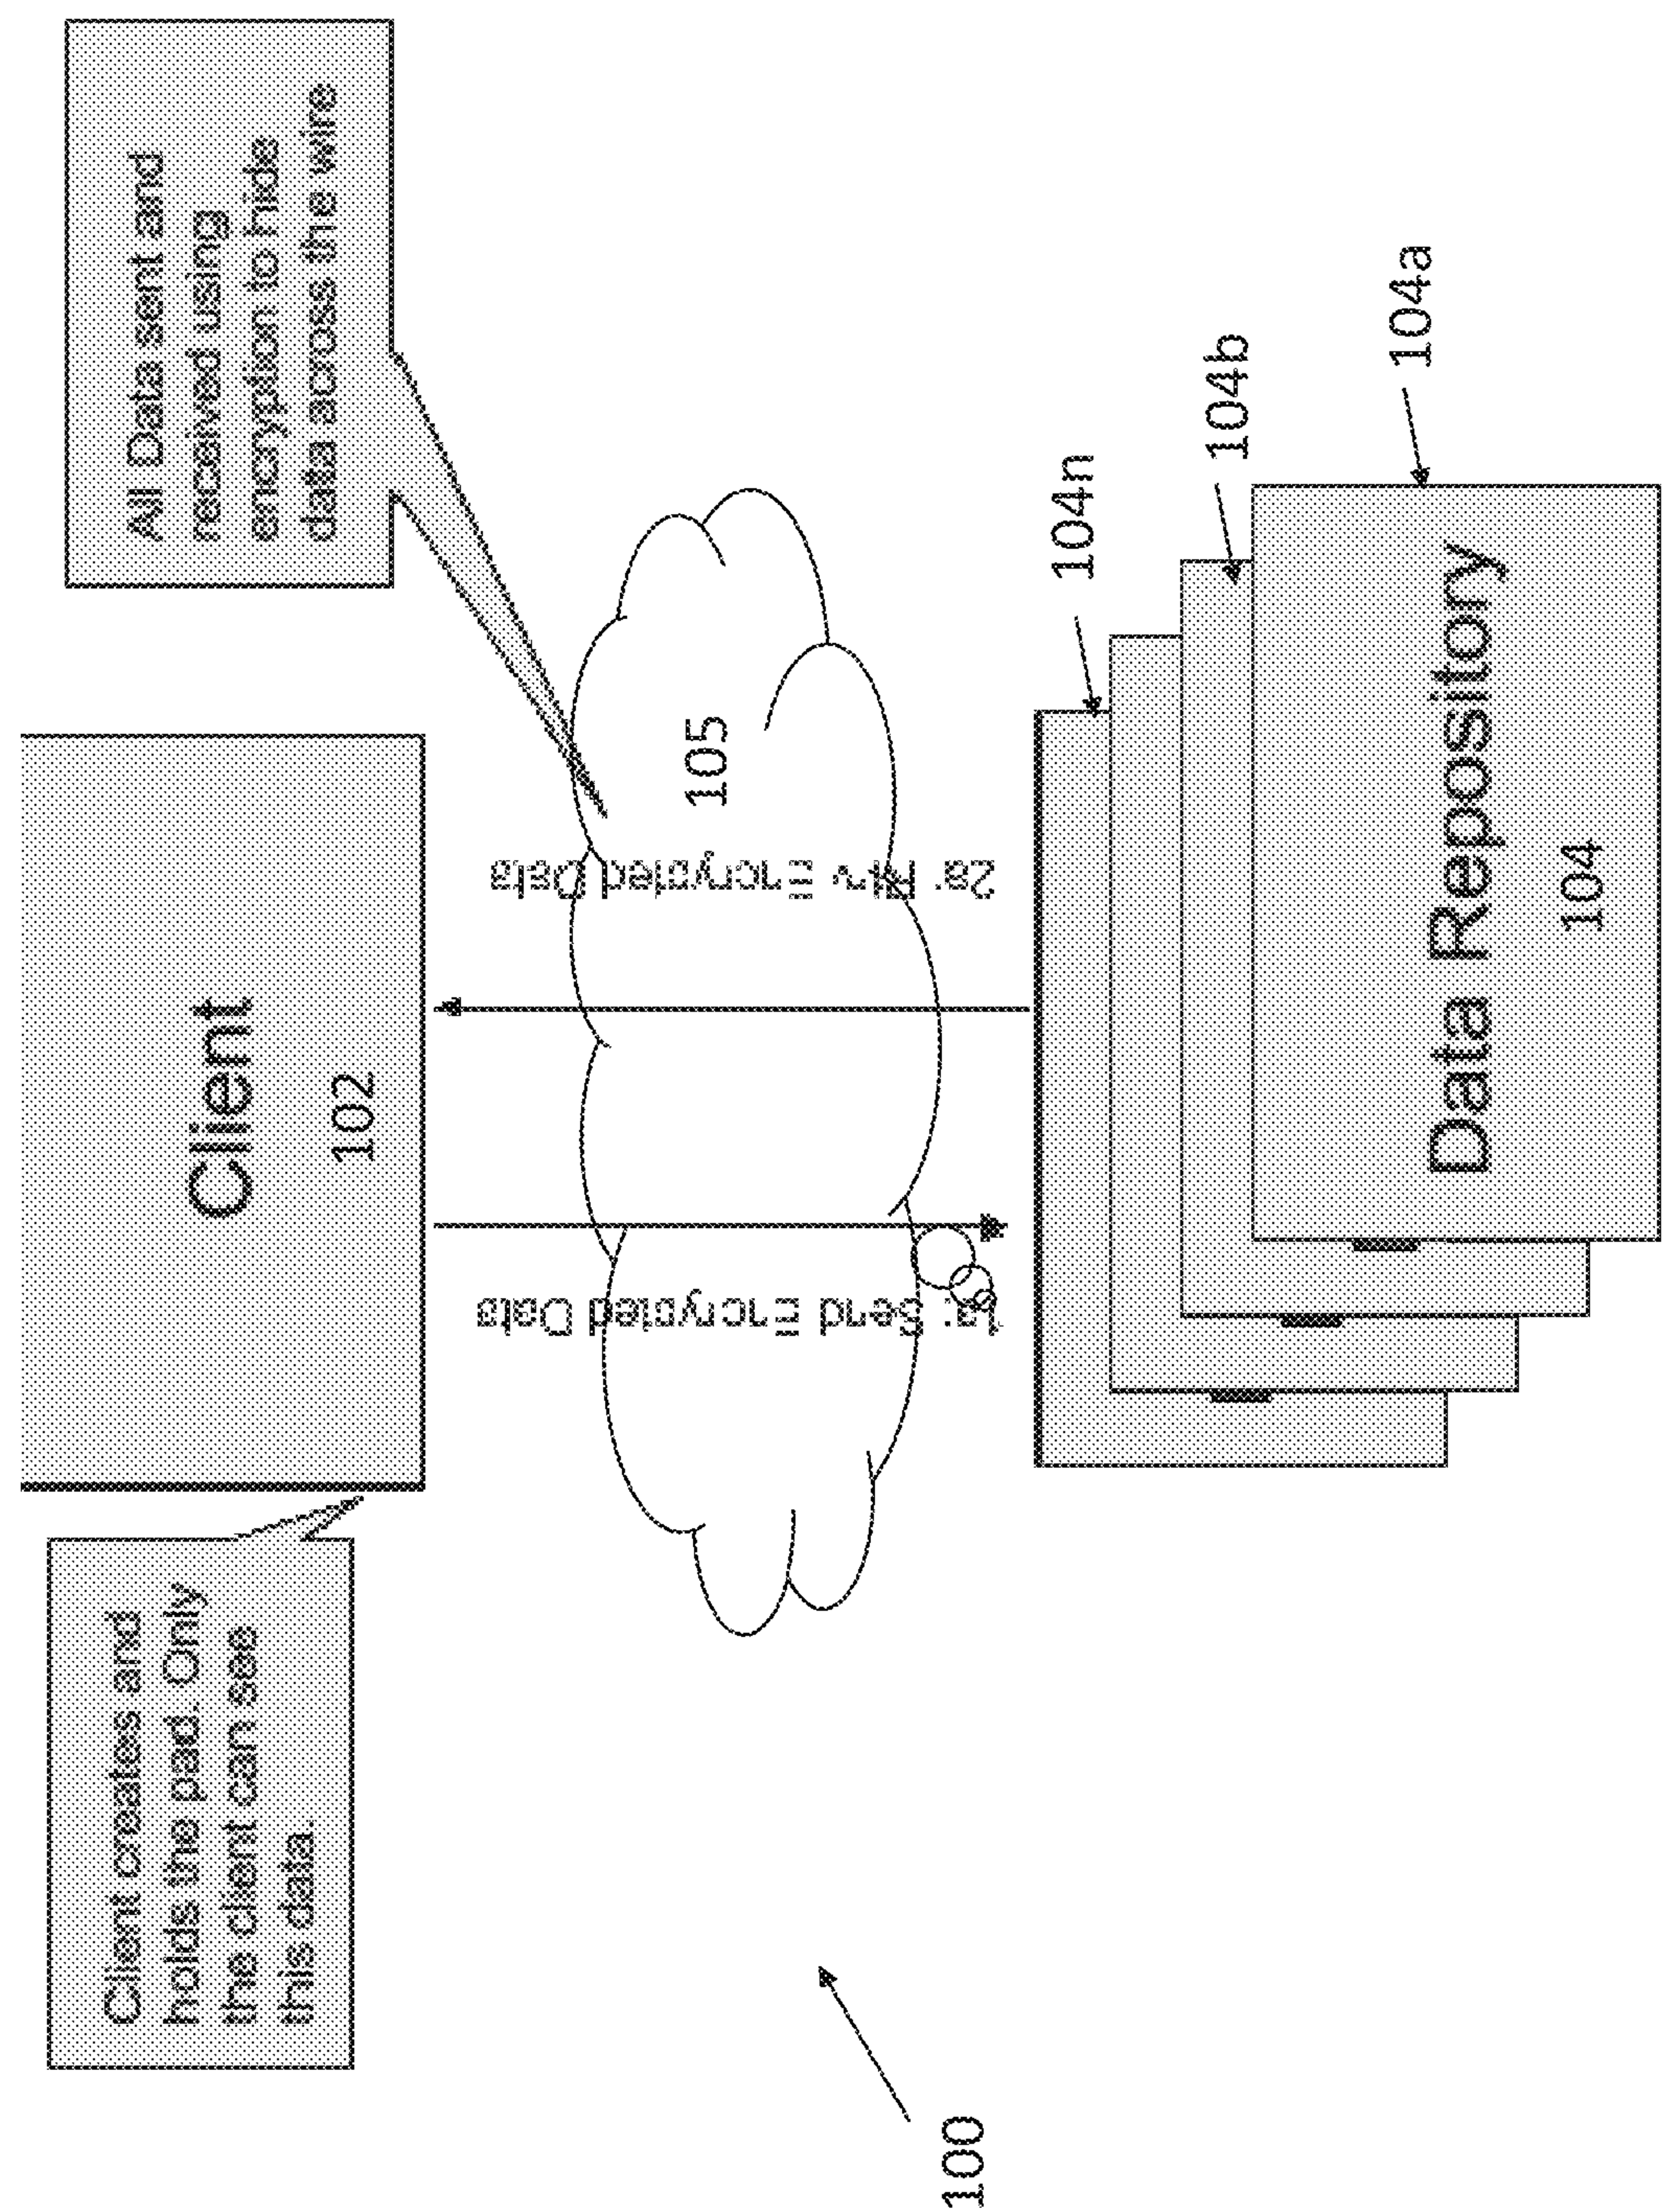 Client creates and
holds the pad. Only
the client can see
this data.
Client
102
All Data sent and
received using
encryption to hide
data across the wire
1a: Send Encrypted Data
2a: Rtrv Encrypted Data
105
104n
104b
104a
Data Repository
104
100